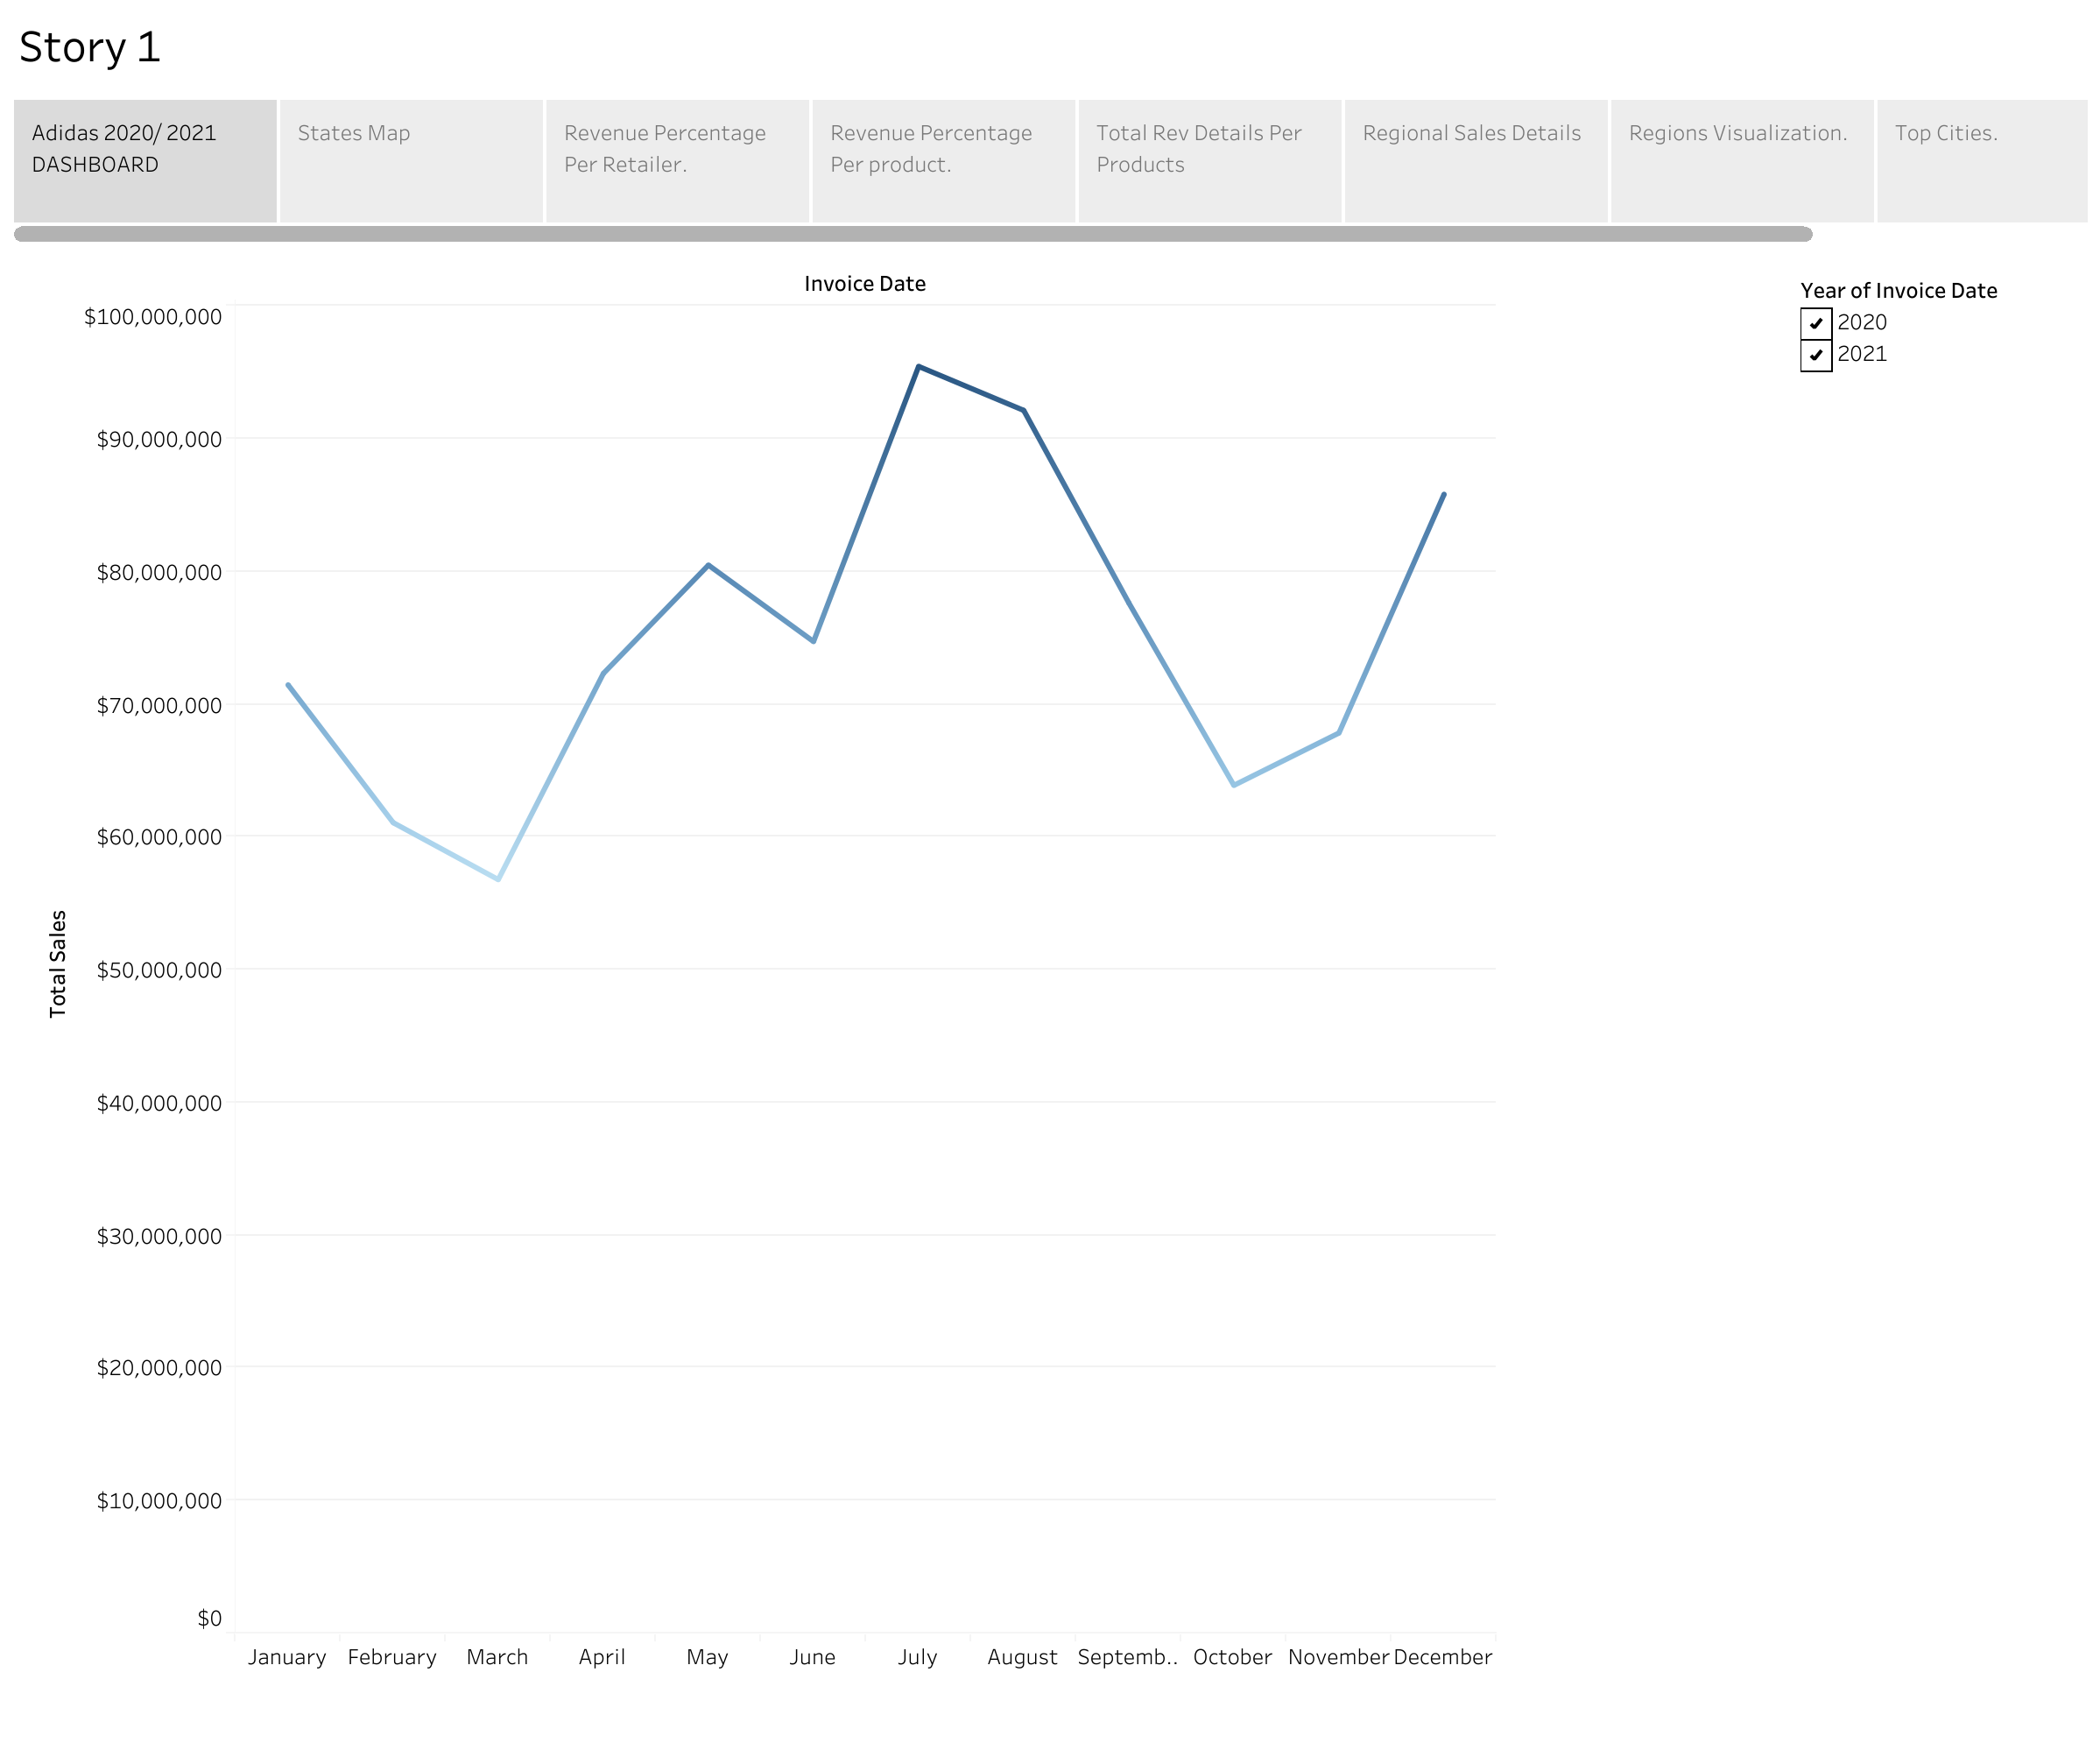 Story 1
Adidas 2020/ 2021
DASHBOARD
States Map
Revenue Percentage
Per Retailer.
Revenue Percentage
Per product.
Total Rev Details Per
Products
Regional Sales Details
Regions Visualization.
Top Cities.
Invoice Date
Year of Invoice Date
2020
2021
$100,000,000
$90,000,000
$80,000,000
$70,000,000
$60,000,000
$50,000,000
$40,000,000
$30,000,000
$20,000,000
$10,000,000
$0
Total Sales
January February March April May June July August Septemb.. October November December